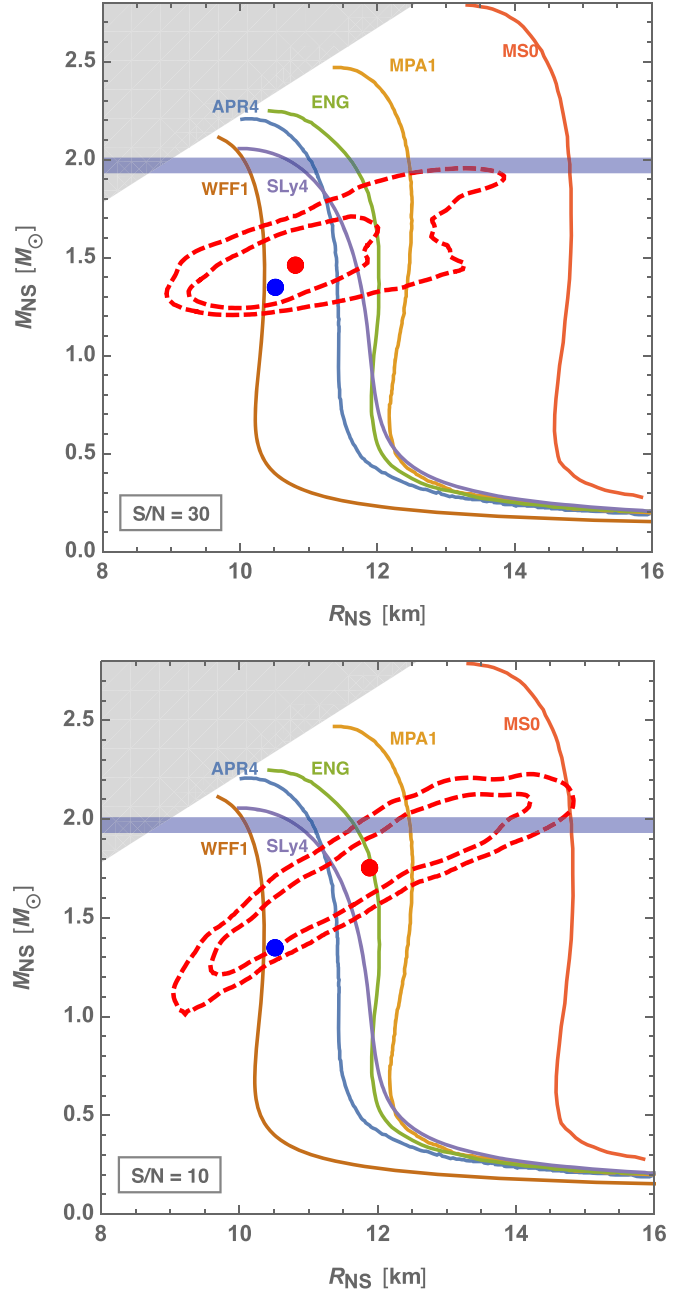 2.5
2.0
1.5
1.0
0.5
0.0
M_NS [M_⊙]
MS0
MPA1
ENG
APR4
WFF1
SLy4
S/N = 30
8 10 12 14 16
R_NS [km]
2.5
2.0
1.5
1.0
0.5
0.0
M_NS [M_⊙]
MS0
MPA1
ENG
APR4
WFF1
SLy4
S/N = 10
8 10 12 14 16
R_NS [km]